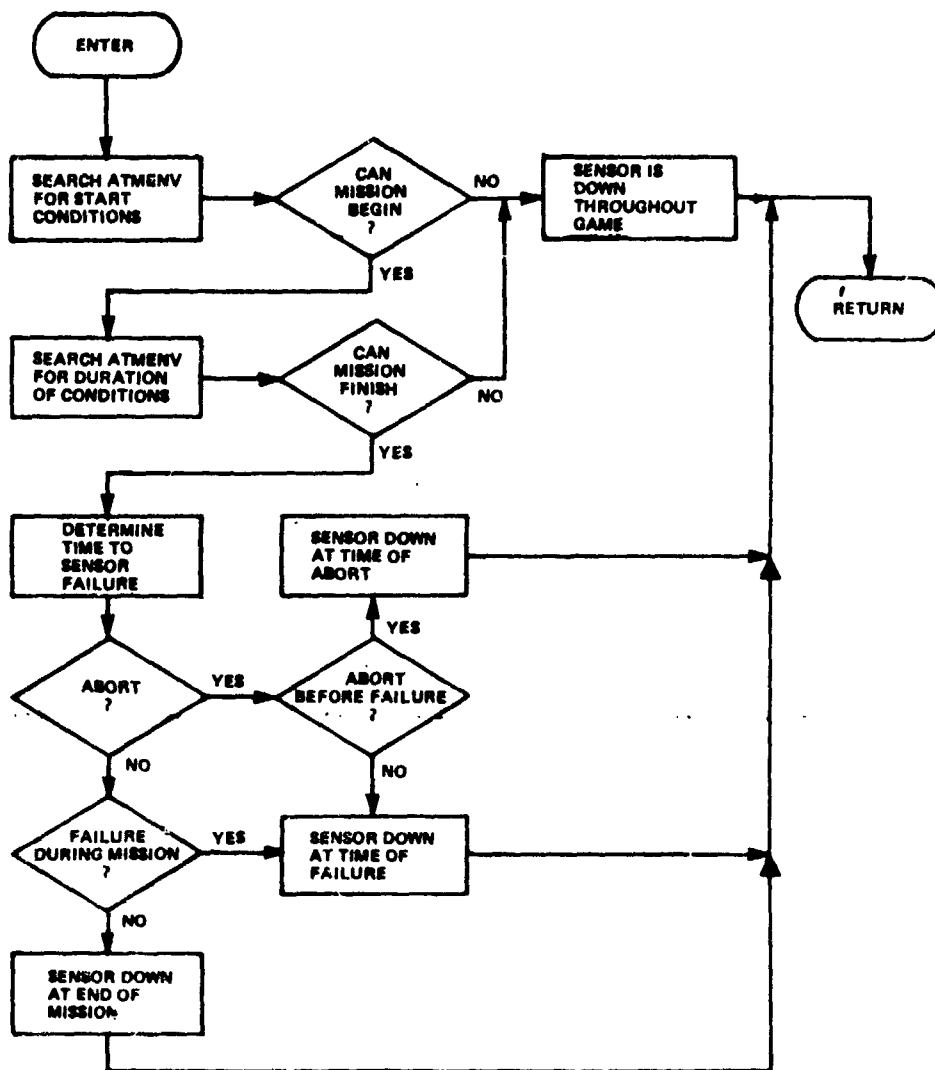 ENTER
SEARCH ATMENV
FOR START
CONDITIONS
CAN
MISSION
BEGIN
?
NO
SENSOR IS
DOWN
THROUGHOUT
GAME
YES
RETURN
SEARCH ATMENV
FOR DURATION
OF CONDITIONS
CAN
MISSION
FINISH
?
NO
YES
DETERMINE
TIME TO
SENSOR
FAILURE
SENSOR DOWN
AT TIME OF
ABORT
YES
ABORT
?
YES
ABORT
BEFORE FAILURE
?
NO
NO
FAILURE
DURING MISSION
?
YES
SENSOR DOWN
AT TIME OF
FAILURE
NO
SENSOR DOWN
AT END OF
MISSION